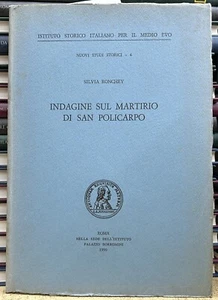 ISTITUTO STORICO ITALIANO PER IL MEDIO EVO
NUOVI STUDI STORICI - 6
SILVIA RONCHEY
INDAGINE SUL MARTIRIO
DI SAN POLICARPO
ROMA
NELLA SEDE DELL'ISTITUTO
PALAZZO BORROMINI
1990